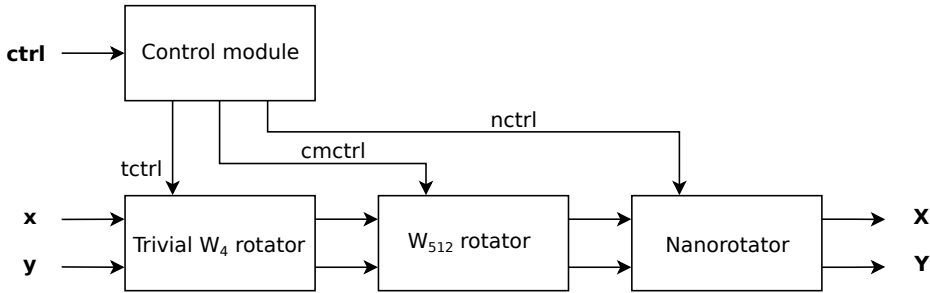 Control module
ctrl
nctrl
cmctrl
tctrl
x
y
Trivial W₄ rotator
W₅₁₂ rotator
Nanorotator
X
Y